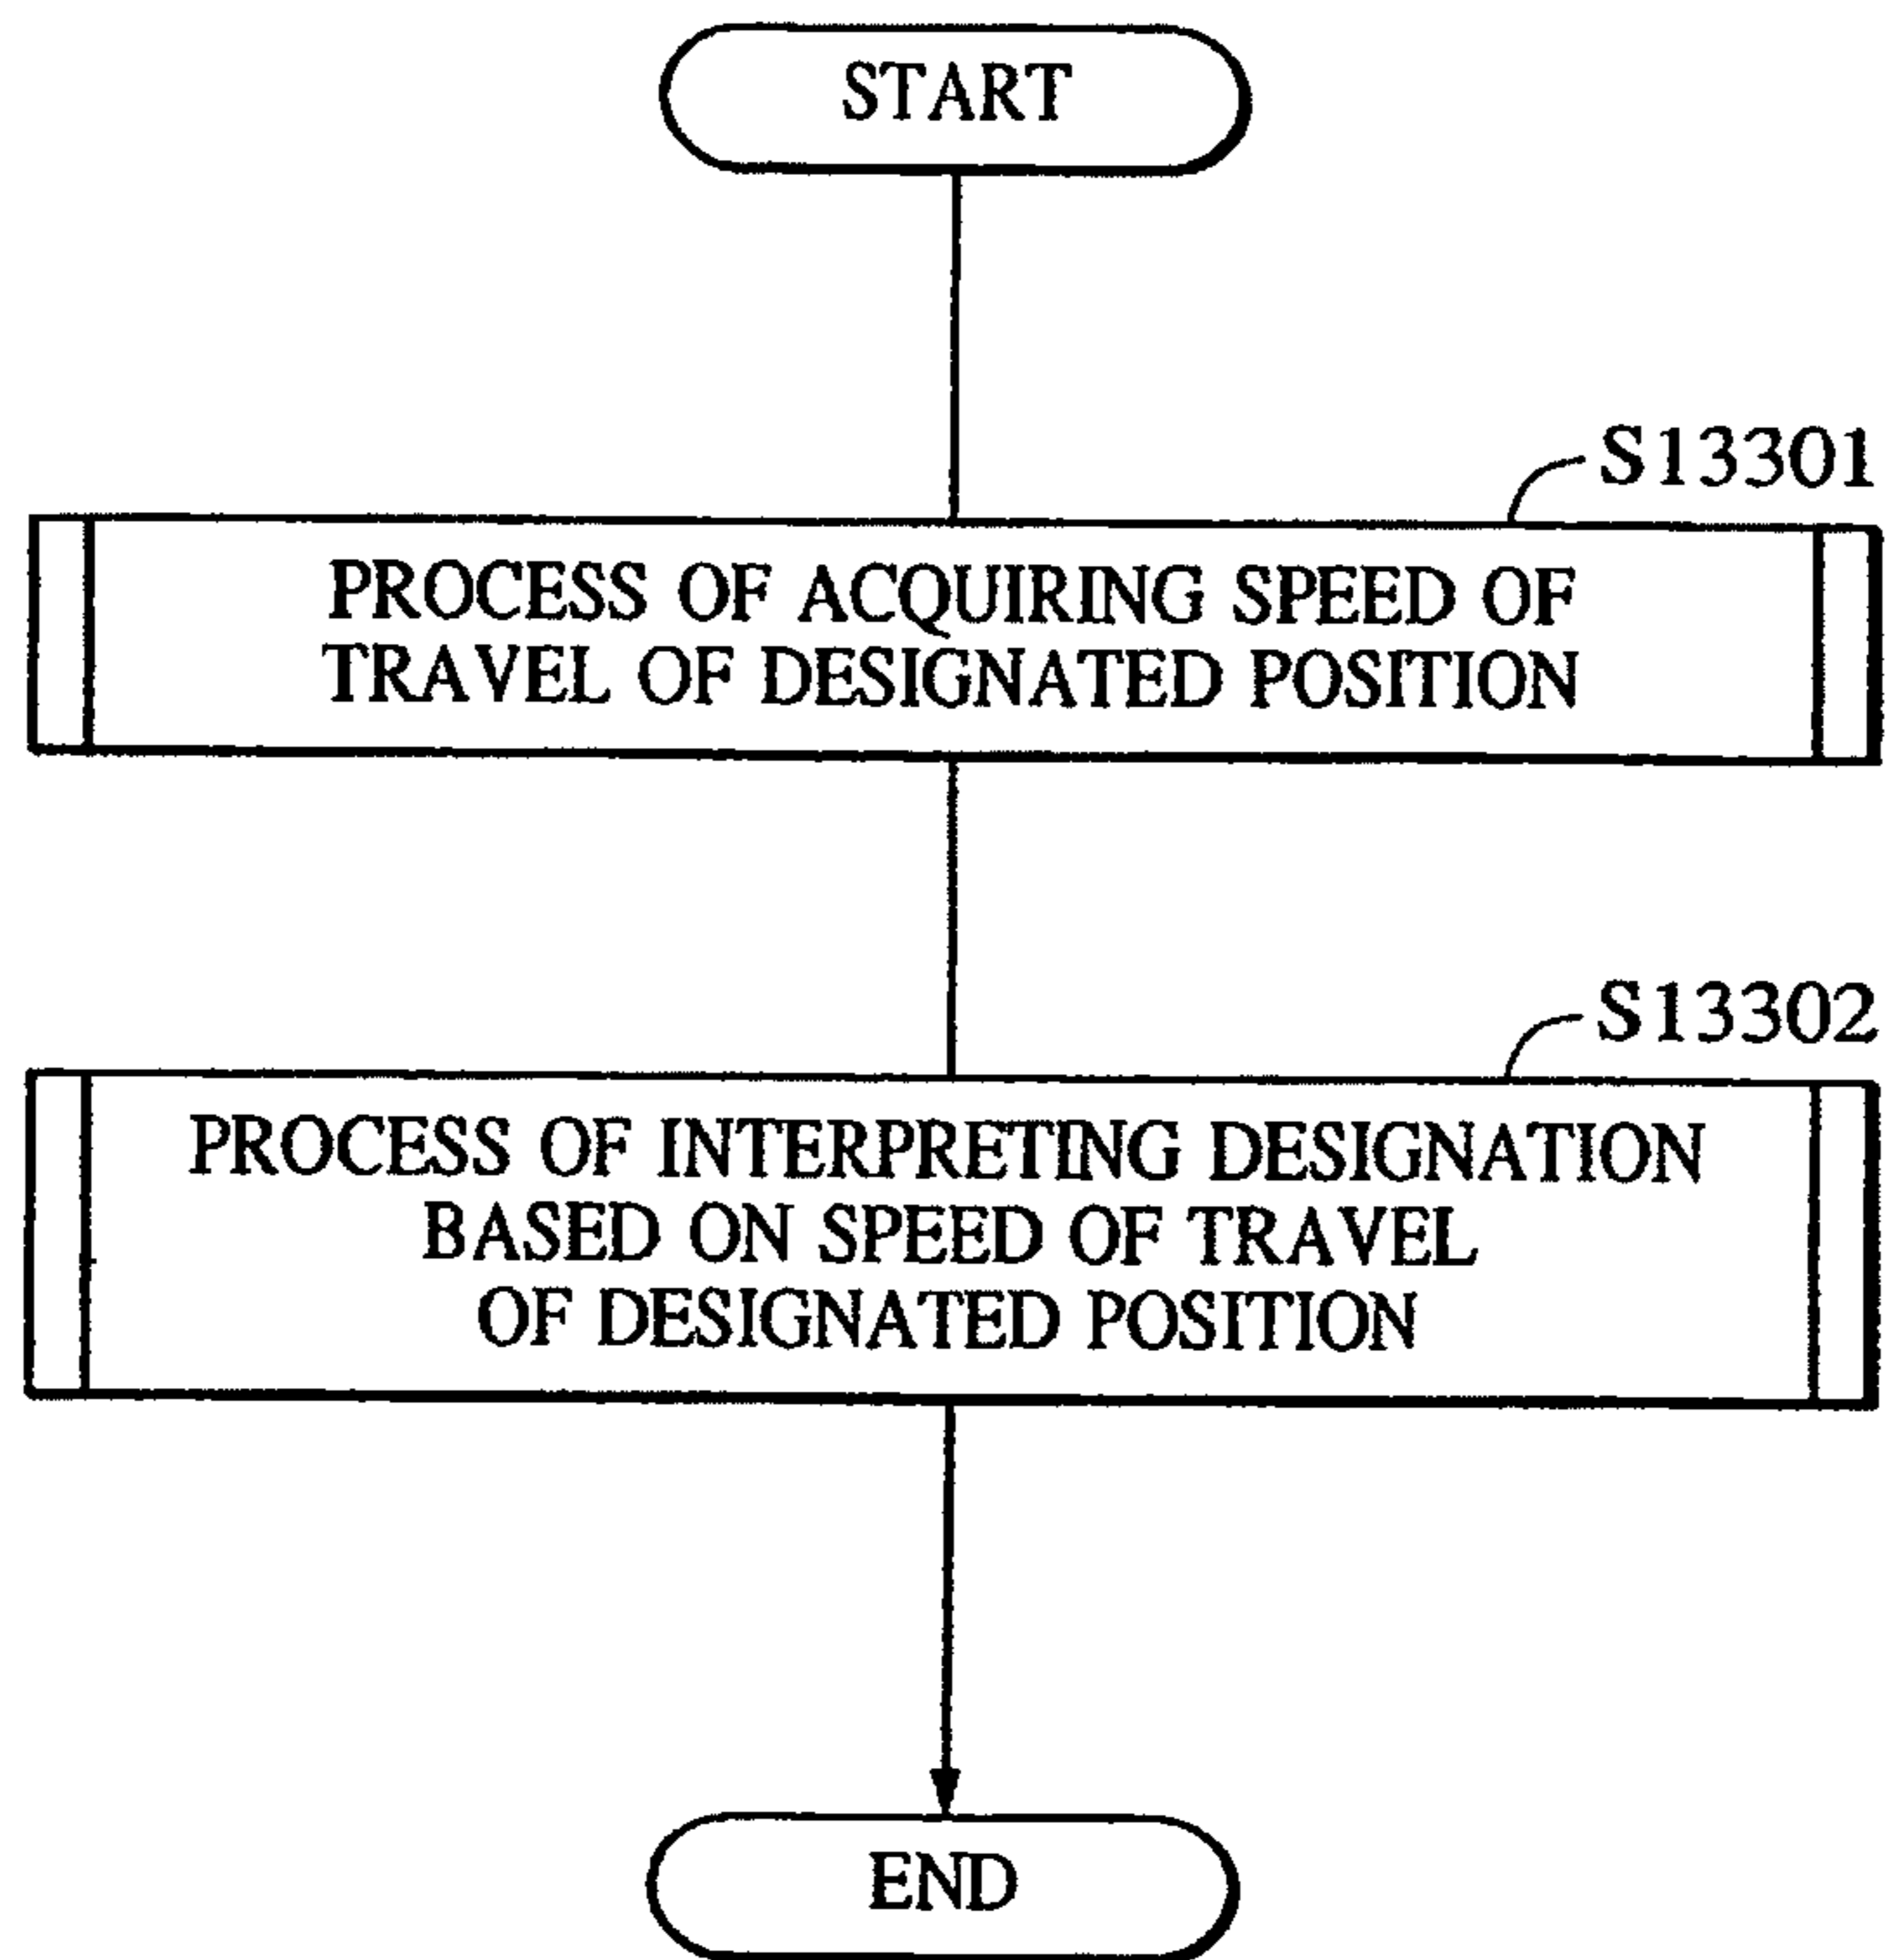 START
S13301
PROCESS OF ACQUIRING SPEED OF
TRAVEL OF DESIGNATED POSITION
S13302
PROCESS OF INTERPRETING DESIGNATION
BASED ON SPEED OF TRAVEL
OF DESIGNATED POSITION
END